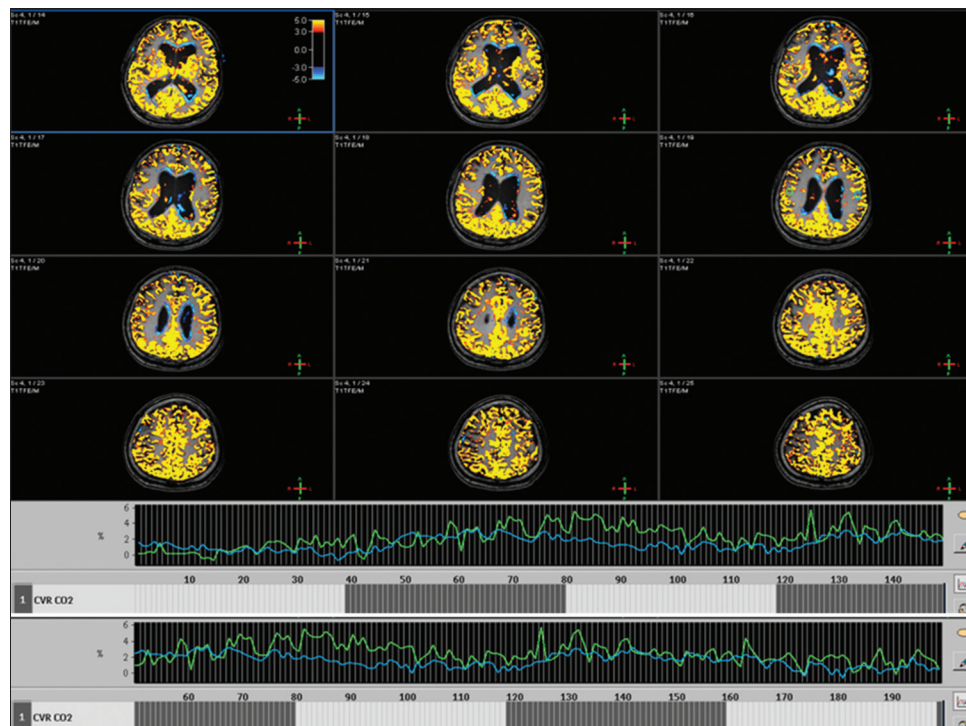 Sc 4, 1 / 14
T1TFE/M
5.0
3.0
0.0
-3.0
-5.0
R L
Sc 4, 1 / 15
T1TFE/M
R L
Sc 4, 1 / 16
T1TFE/M
R L
Sc 4, 1 / 17
T1TFE/M
R L
Sc 4, 1 / 18
T1TFE/M
R L
Sc 4, 1 / 19
T1TFE/M
R L
Sc 4, 1 / 20
T1TFE/M
R L
Sc 4, 1 / 21
T1TFE/M
R L
Sc 4, 1 / 22
T1TFE/M
R L
Sc 4, 1 / 23
T1TFE/M
R L
Sc 4, 1 / 24
T1TFE/M
R L
Sc 4, 1 / 25
T1TFE/M
R L
6
% 4
2
0
10 20 30 40 50 60 70 80 90 100 110 120 130 140
1 CVR CO2
6
% 4
2
0
60 70 80 90 100 110 120 130 140 150 160 170 180 190
1 CVR CO2